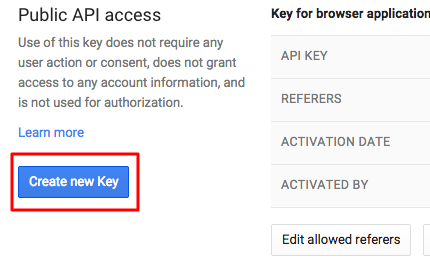 Public API access
Use of this key does not require any
user action or consent, does not grant
access to any account information, and
is not used for authorization.
Learn more
Create new Key
Key for browser application
API KEY
REFERERS
ACTIVATION DATE
ACTIVATED BY
Edit allowed referers